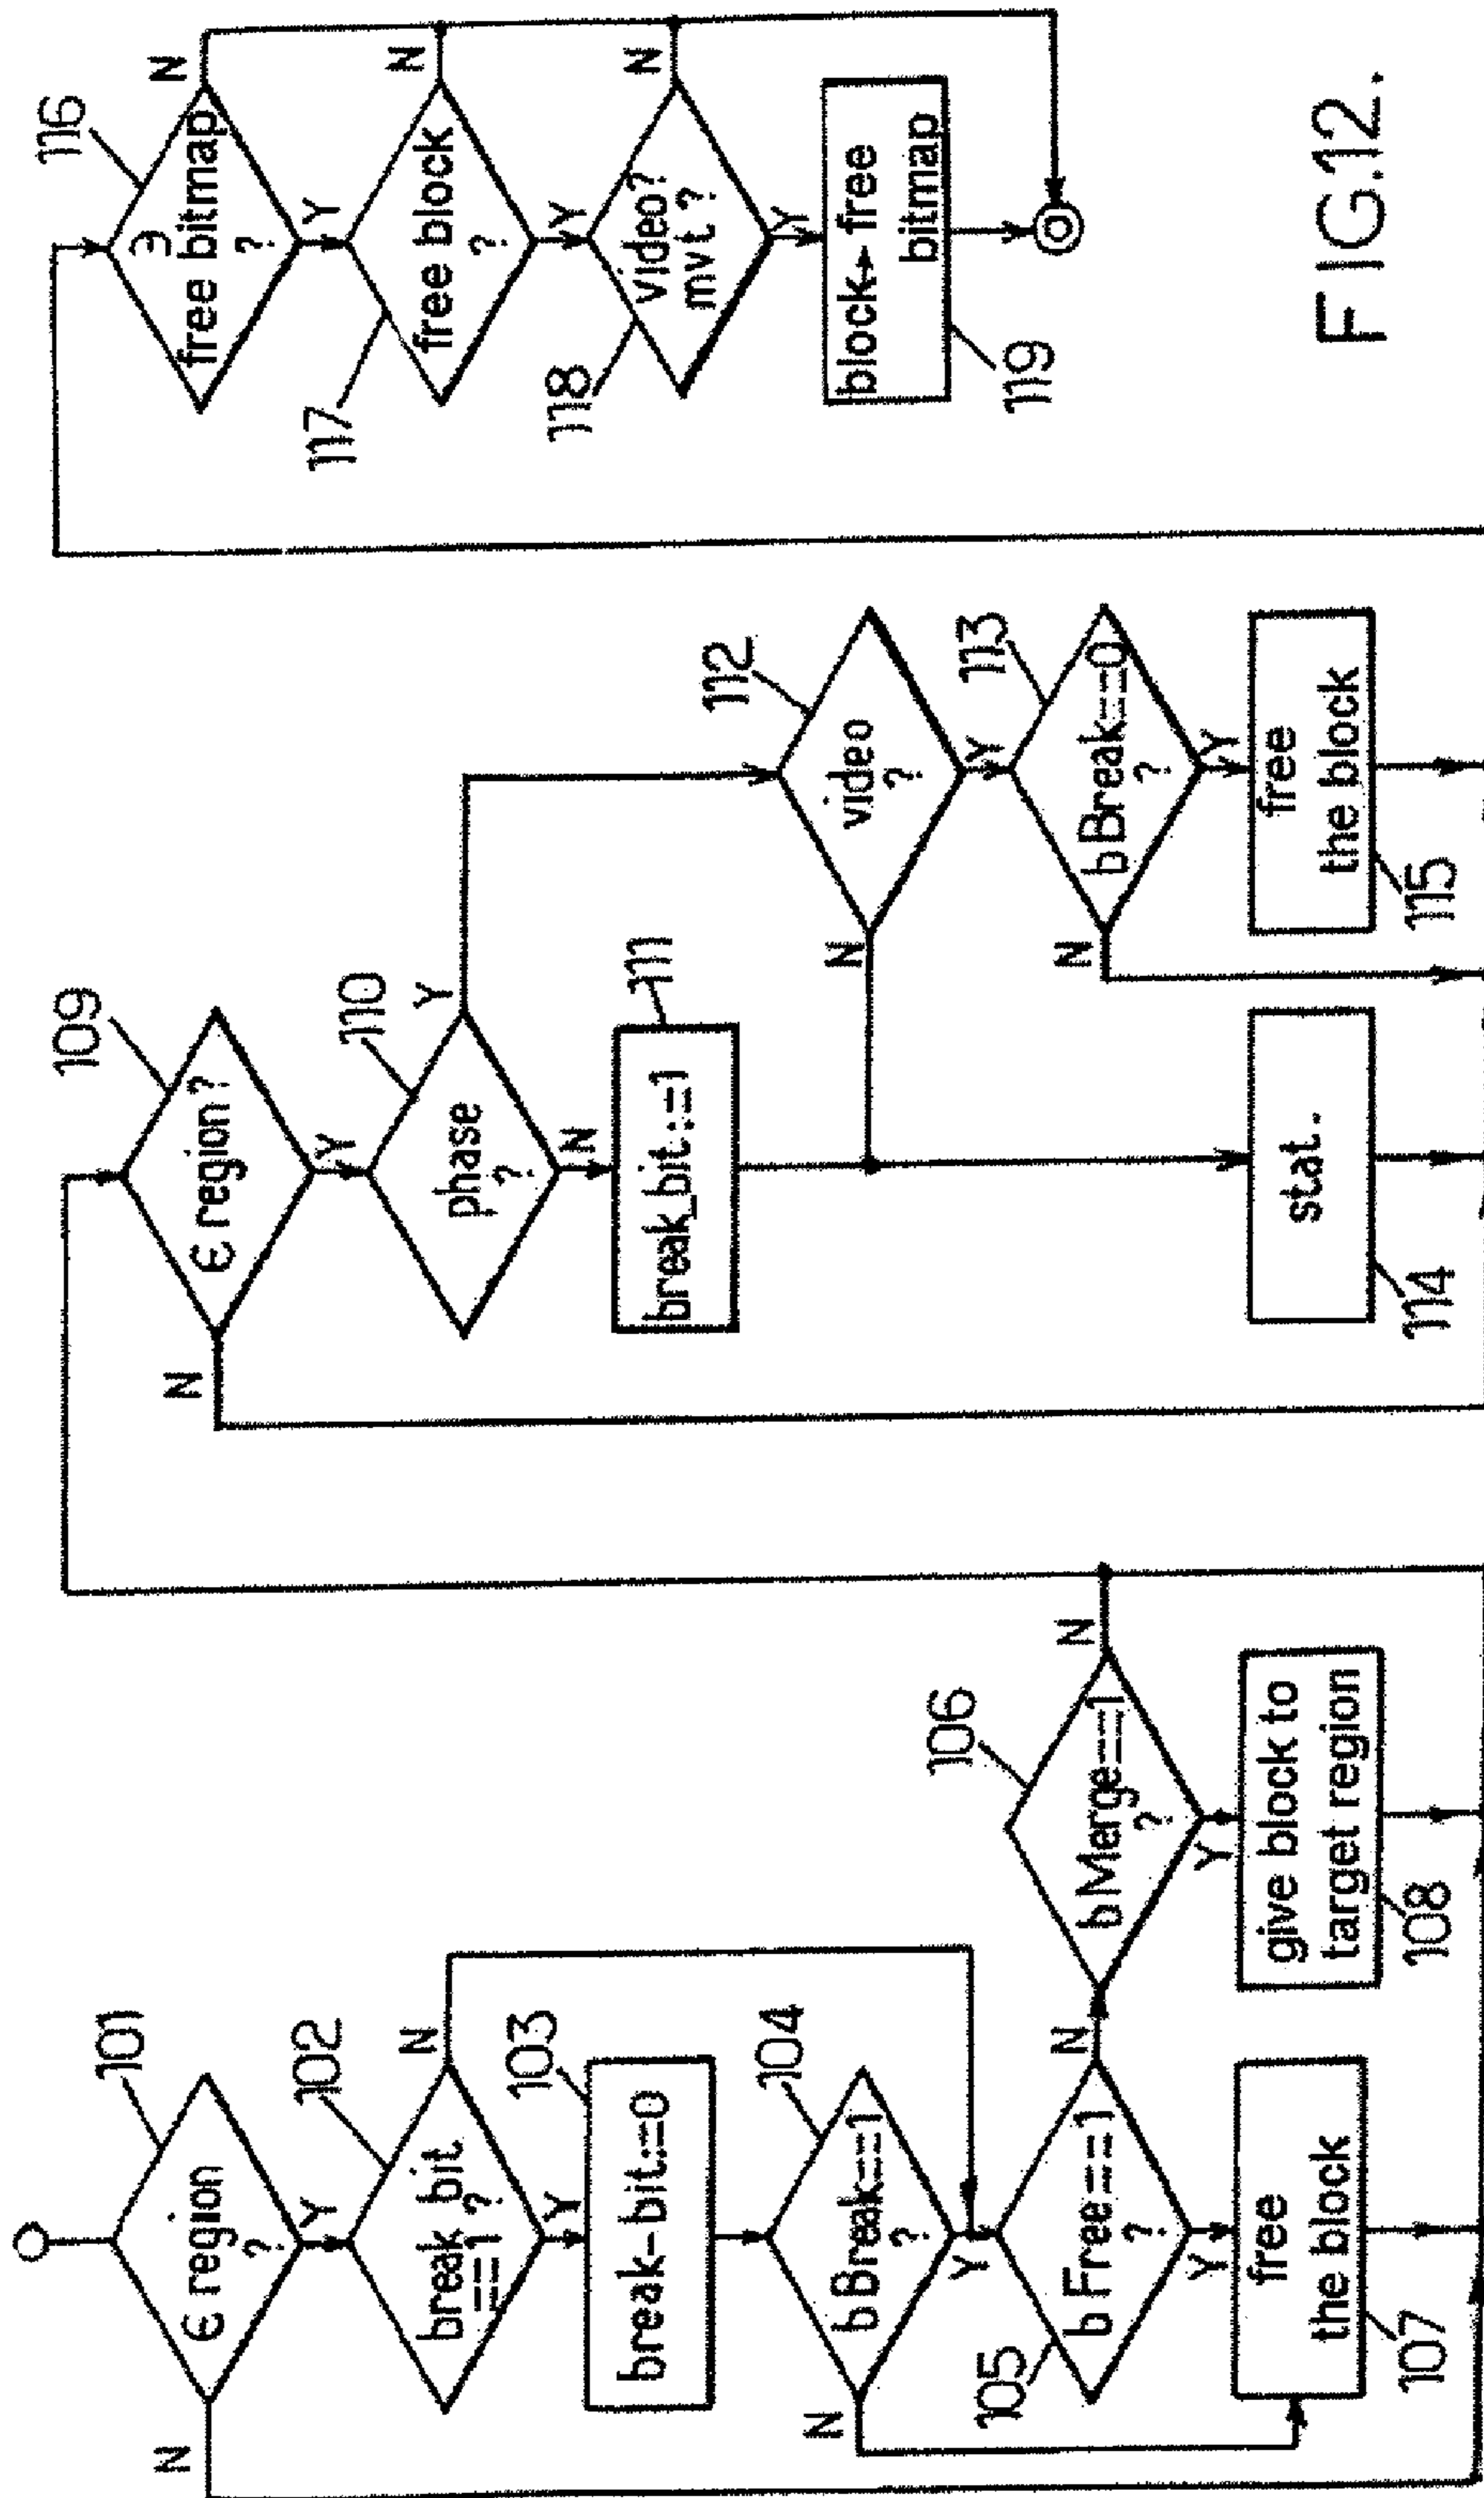 101
∈ region
?
N
Y
102
break bit
==1 ?
N
Y
103
break-bit:=0
104
bBreak==1
?
N
Y
105
bFree==1
?
N
Y
106
bMerge==1
?
N
Y
free
the block
107
give block to
target region
108
109
∈ region?
N
Y
110
phase
?
Y
N
111
break_bit:=1
112
video
?
N
Y
113
bBreak==0
?
N
Y
stat.
114
free
the block
115
116
∃
free bitmap
?
N
Y
117
free block
?
N
Y
118
video?
mvt ?
N
Y
block→free
bitmap
119
FIG.12.